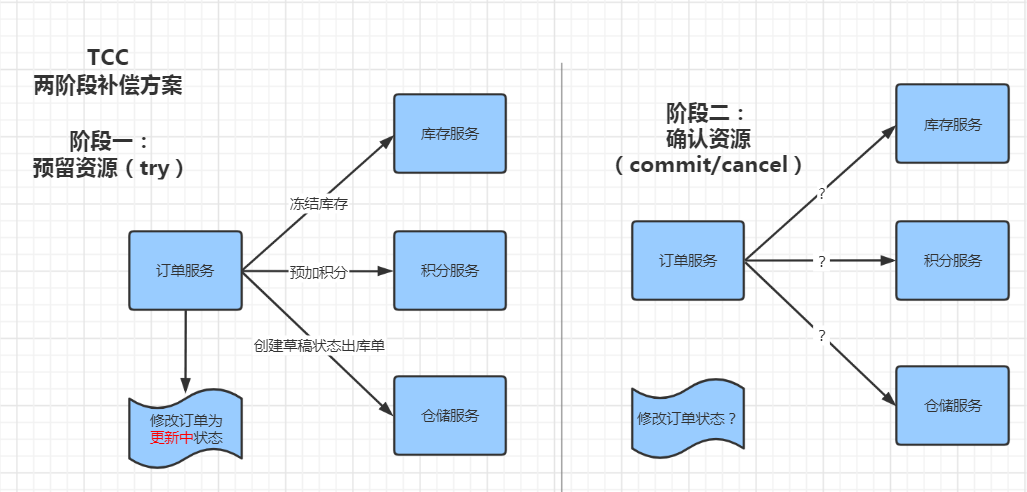 TCC
两阶段补偿方案
阶段一：
预留资源（try）
库存服务
冻结库存
订单服务
预加积分
积分服务
创建草稿状态出库单
仓储服务
修改订单为
更新中状态
阶段二：
确认资源
（commit/cancel）
库存服务
？
订单服务
？
积分服务
？
仓储服务
修改订单状态？